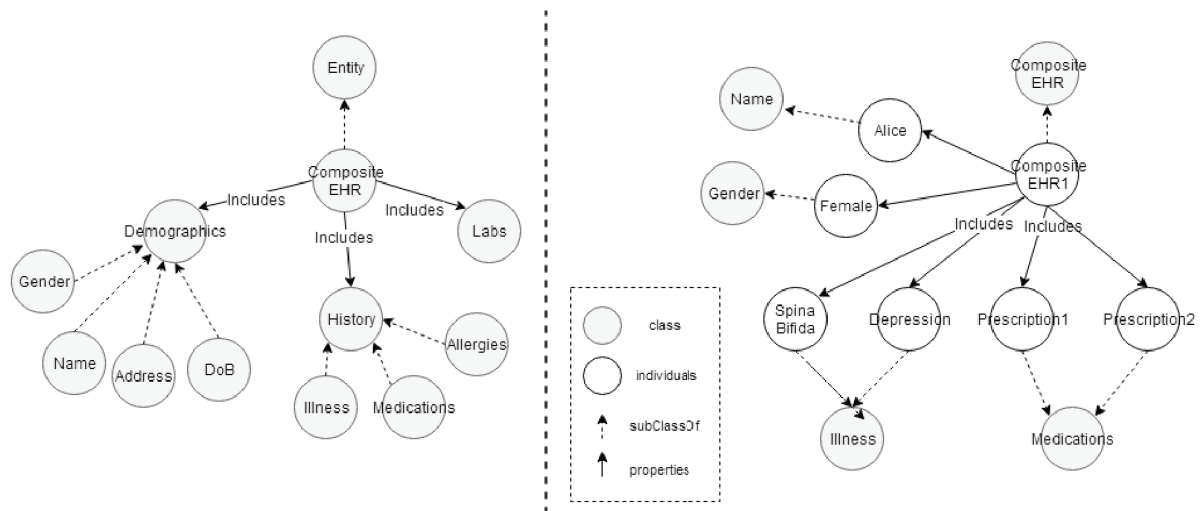 Entity
Composite
EHR
Includes
Includes
Includes
Demographics
Labs
Gender
Name
Address
DoB
History
Allergies
Illness
Medications
class
individuals
subClassOf
properties
Composite
EHR
Name
Alice
Composite
EHR1
Gender
Female
Includes
Includes
Spina
Bifida
Depression
Prescription1
Prescription2
Illness
Medications